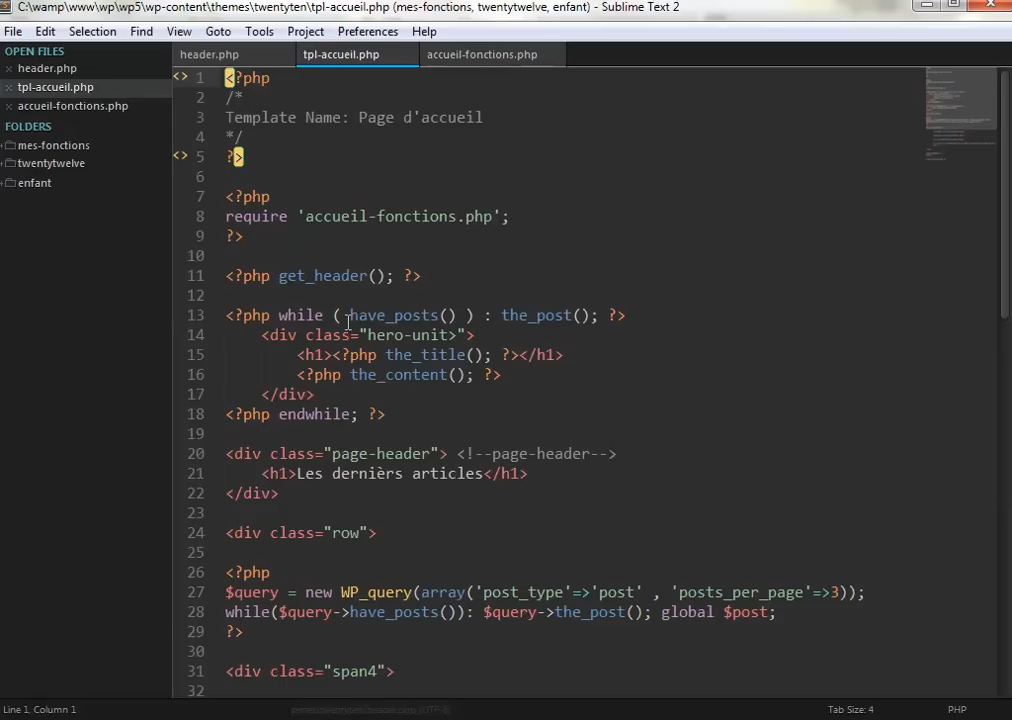 C:\wamp\www\wp\wp5\wp-content\themes\twentyten\tpl-accueil.php (mes-fonctions, twentytwelve, enfant) - Sublime Text 2
File Edit Selection Find View Goto Tools Project Preferences Help
OPEN FILES
header.php
tpl-accueil.php
accueil-fonctions.php
FOLDERS
mes-fonctions
twentytwelve
enfant
header.php tpl-accueil.php accueil-fonctions.php
1 <?php
2 /*
3 Template Name: Page d'accueil
4 */
5 ?>
6
7 <?php
8 require 'accueil-fonctions.php';
9 ?>
10
11 <?php get_header(); ?>
12
13 <?php while ( have_posts() ) : the_post(); ?>
14 <div class="hero-unit>">
15 <h1><?php the_title(); ?></h1>
16 <?php the_content(); ?>
17 </div>
18 <?php endwhile; ?>
19
20 <div class="page-header"> <!--page-header-->
21 <h1>Les dernièrs articles</h1>
22 </div>
23
24 <div class="row">
25
26 <?php
27 $query = new WP_query(array('post_type'=>'post' , 'posts_per_page'=>3));
28 while($query->have_posts()): $query->the_post(); global $post;
29 ?>
30
31 <div class="span4">
32
Line 1, Column 1
Tab Size: 4
PHP